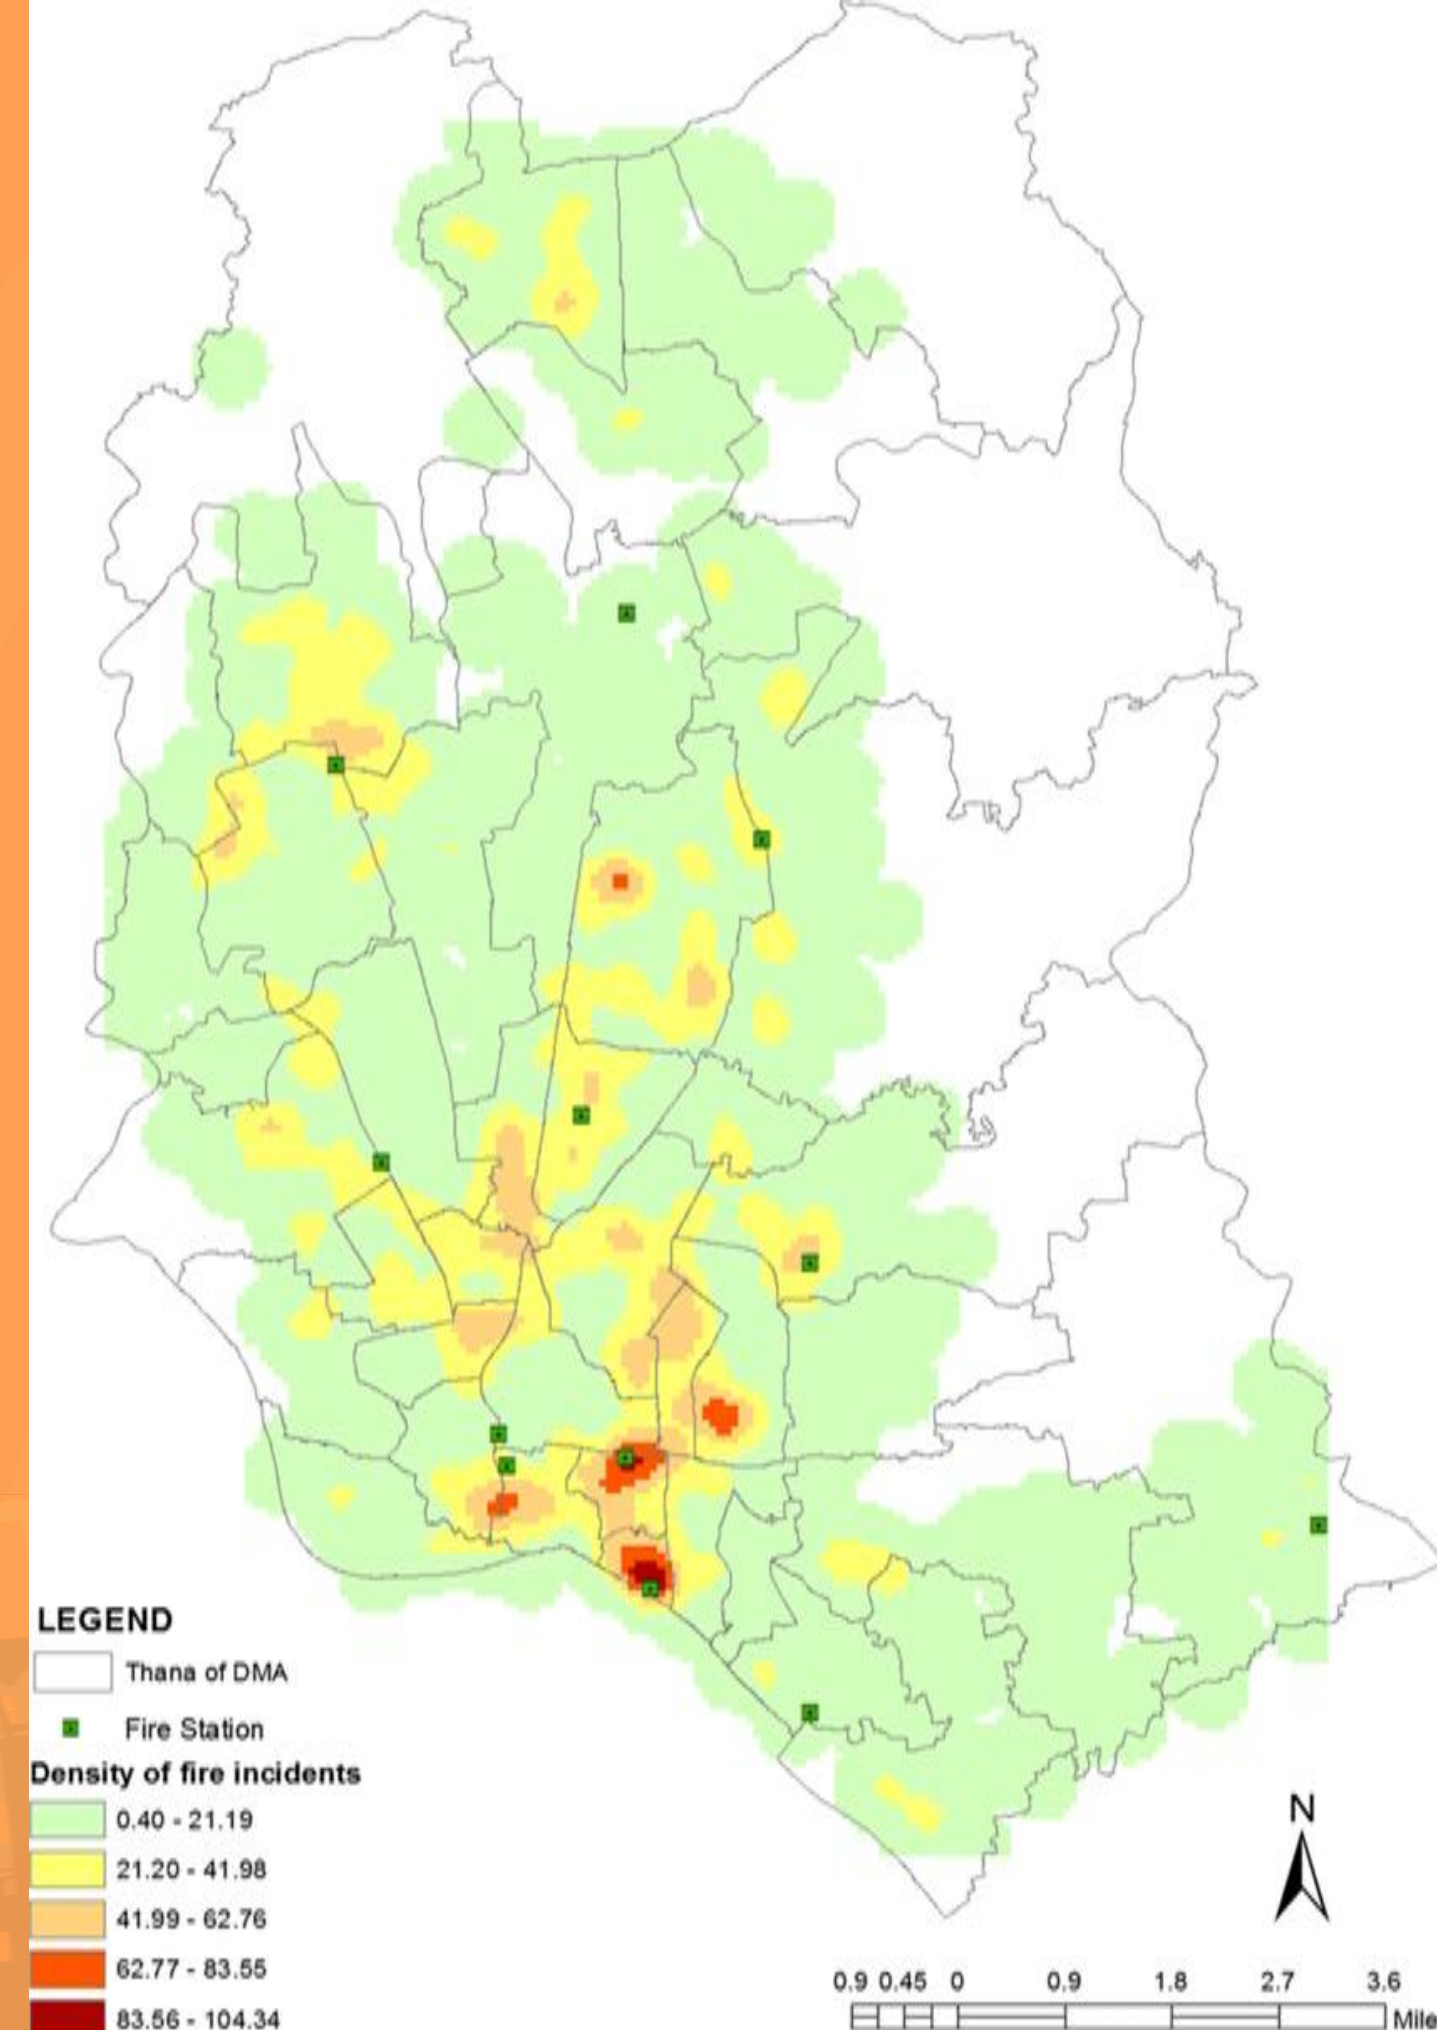 LEGEND
Thana of DMA
Fire Station
Density of fire incidents
0.40 - 21.19
21.20 - 41.98
41.99 - 62.76
62.77 - 83.55
83.56 - 104.34
N
0.9 0.45 0 0.9 1.8 2.7 3.6
Mile